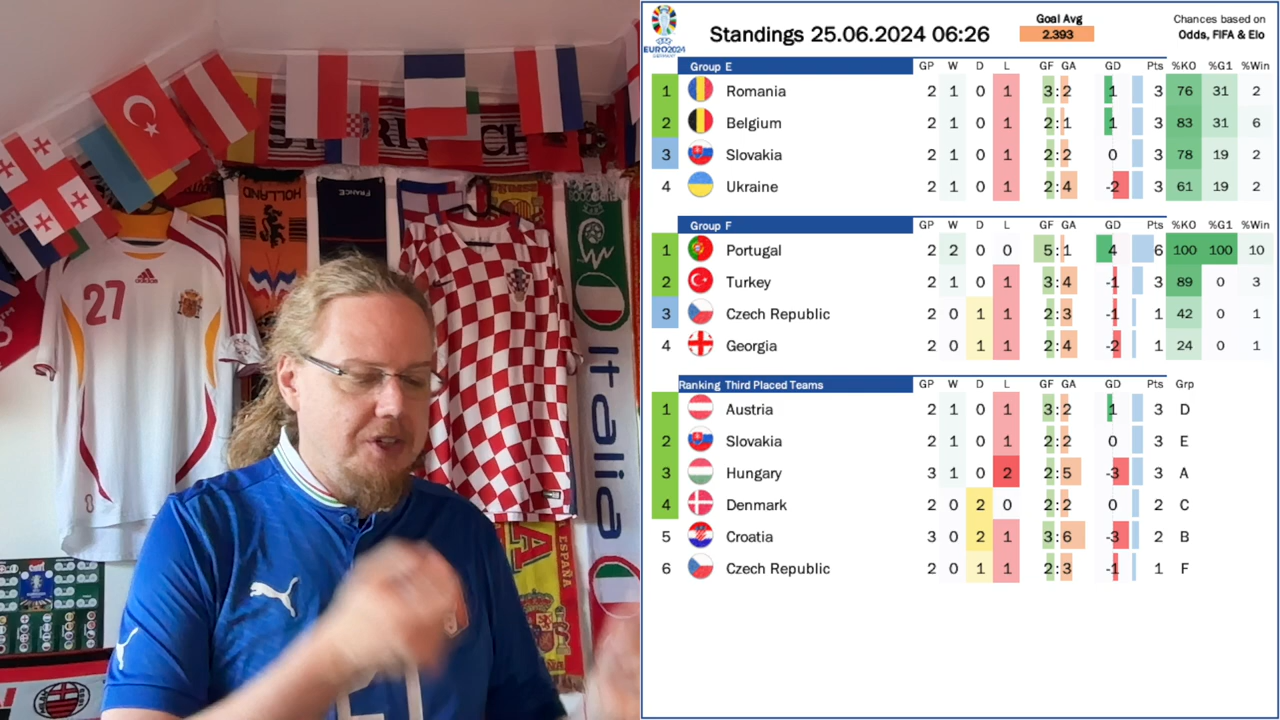 HOLLAND
FRANCE
27
adidas
Italia
ESPAÑA
MILAN
EURO2024
GERMANY
Standings 25.06.2024 06:26
Goal Avg
2.393
Chances based on
Odds, FIFA & Elo
Group E GP W D L GF GA GD Pts %KO %G1 %Win
1 Romania 2 1 0 1 3:2 1 3 76 31 2
2 Belgium 2 1 0 1 2:1 1 3 83 31 6
3 Slovakia 2 1 0 1 2:2 0 3 78 19 2
4 Ukraine 2 1 0 1 2:4 -2 3 61 19 2
Group F GP W D L GF GA GD Pts %KO %G1 %Win
1 Portugal 2 2 0 0 5:1 4 6 100 100 10
2 Turkey 2 1 0 1 3:4 -1 3 89 0 3
3 Czech Republic 2 0 1 1 2:3 -1 1 42 0 1
4 Georgia 2 0 1 1 2:4 -2 1 24 0 1
Ranking Third Placed Teams GP W D L GF GA GD Pts Grp
1 Austria 2 1 0 1 3:2 1 3 D
2 Slovakia 2 1 0 1 2:2 0 3 E
3 Hungary 3 1 0 2 2:5 -3 3 A
4 Denmark 2 0 2 0 2:2 0 2 C
5 Croatia 3 0 2 1 3:6 -3 2 B
6 Czech Republic 2 0 1 1 2:3 -1 1 F